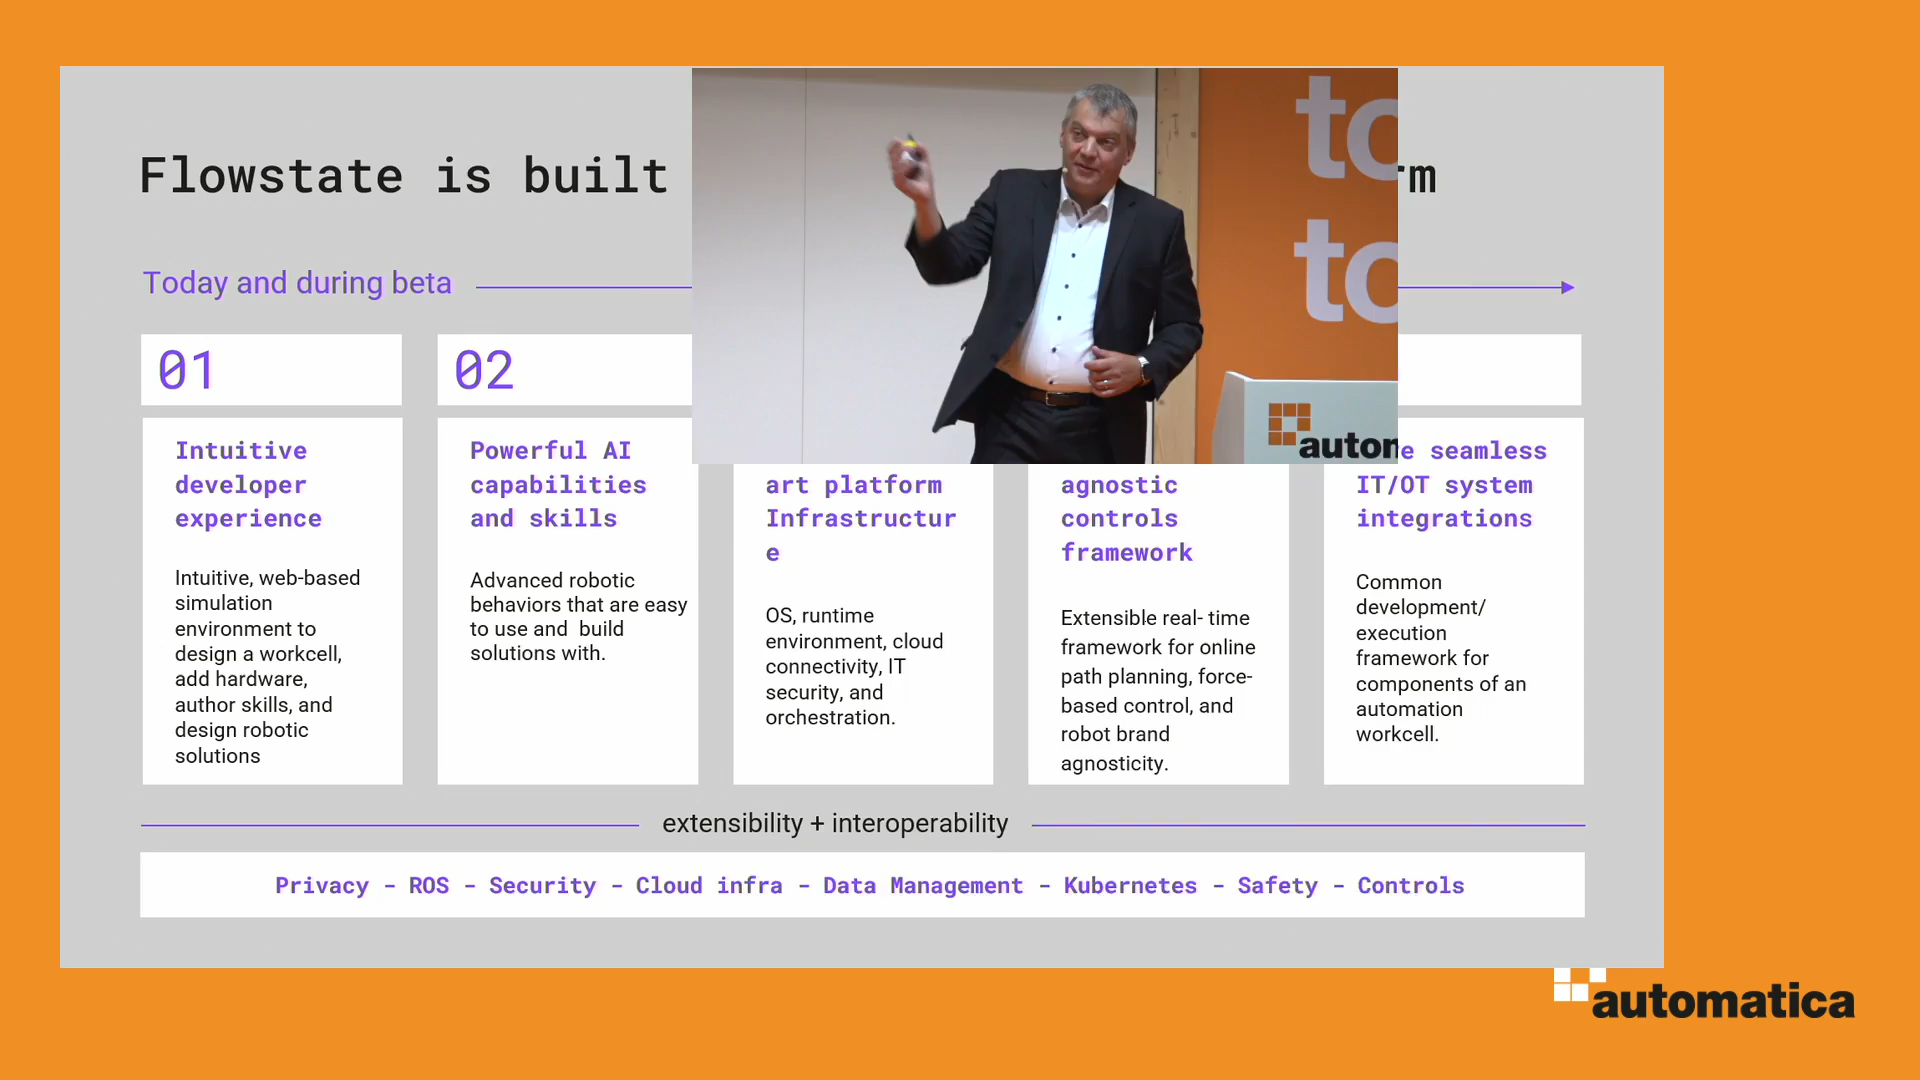 Flowstate is built
Today and during beta
01
02
Intuitive
developer
experience
Intuitive, web-based
simulation
environment to
design a workcell,
add hardware,
author skills, and
design robotic
solutions
Powerful AI
capabilities
and skills
Advanced robotic
behaviors that are easy
to use and build
solutions with.
art platform
Infrastructur
e
OS, runtime
environment, cloud
connectivity, IT
security, and
orchestration.
agnostic
controls
framework
Extensible real- time
framework for online
path planning, force-
based control, and
robot brand
agnosticity.
seamless
IT/OT system
integrations
Common
development/
execution
framework for
components of an
automation
workcell.
extensibility + interoperability
Privacy - ROS - Security - Cloud infra - Data Management - Kubernetes - Safety - Controls
to
to
autom
automatica